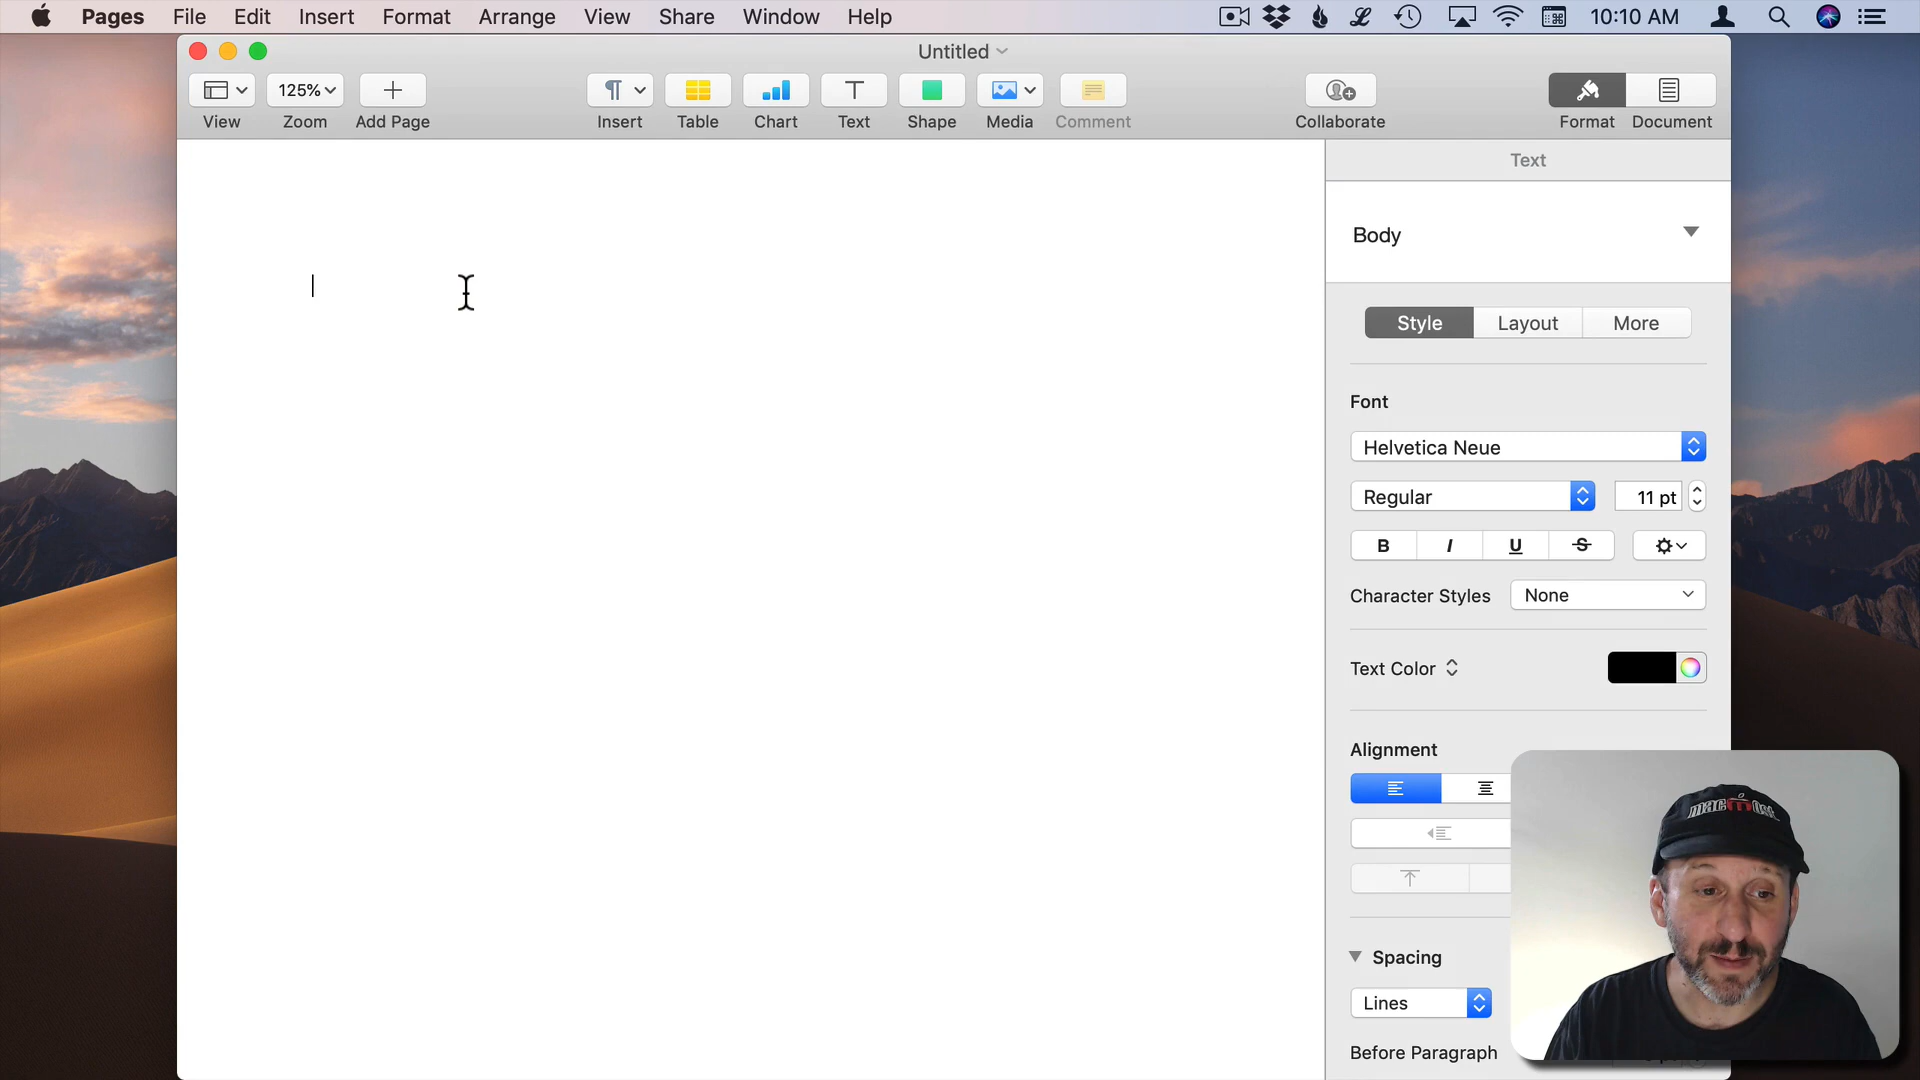 Pages File Edit Insert Format Arrange View Share Window Help 10:10 AM
Untitled
125%
View Zoom Add Page Insert Table Chart Text Shape Media Comment Collaborate Format Document
Text
Body
Style Layout More
Font
Helvetica Neue
Regular 11 pt
B I U S
Character Styles None
Text Color
Alignment
macmost
Spacing
Lines
Before Paragraph